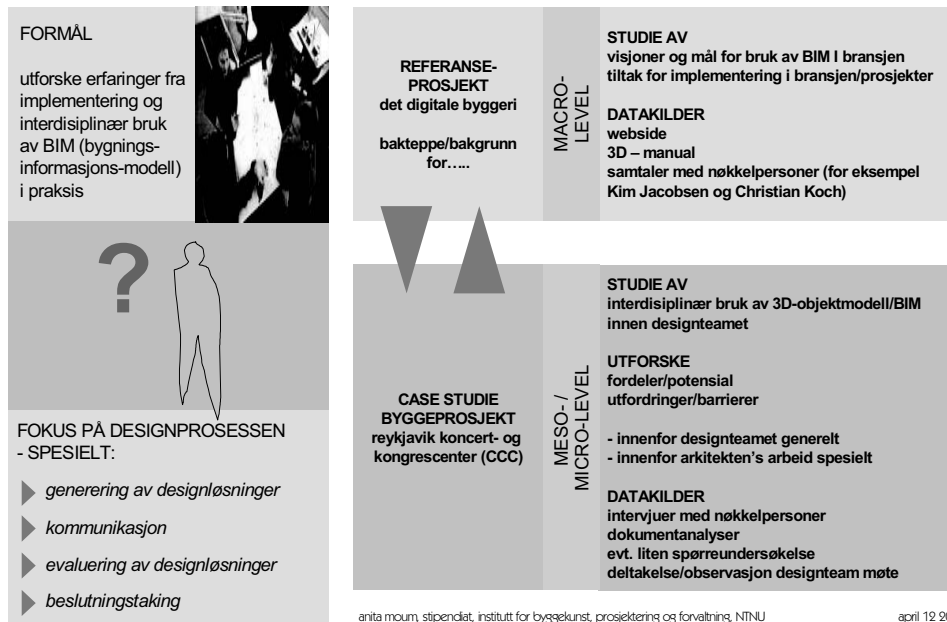 FORMÅL
utforske erfaringer fra
implementering og
interdisiplinær bruk
av BIM (bygnings-
informasjons-modell)
i praksis
?
FOKUS PÅ DESIGNPROSESSEN
- SPESIELT:
generering av designløsninger
kommunikasjon
evaluering av designløsninger
beslutningstaking
REFERANSE-
PROSJEKT
det digitale byggeri
bakteppe/bakgrunn
for…..
MACRO-
LEVEL
STUDIE AV
visjoner og mål for bruk av BIM I bransjen
tiltak for implementering i bransjen/prosjekter
DATAKILDER
webside
3D – manual
samtaler med nøkkelpersoner (for eksempel
Kim Jacobsen og Christian Koch)
CASE STUDIE
BYGGEPROSJEKT
reykjavik koncert- og
kongrescenter (CCC)
MESO- /
MICRO-LEVEL
STUDIE AV
interdisiplinær bruk av 3D-objektmodell/BIM
innen designteamet
UTFORSKE
fordeler/potensial
utfordringer/barrierer
- innenfor designteamet generelt
- innenfor arkitekten's arbeid spesielt
DATAKILDER
intervjuer med nøkkelpersoner
dokumentanalyser
evt. liten spørreundersøkelse
deltakelse/observasjon designteam møte
anita moum, stipendiat, institutt for byggekunst, prosjektering og forvaltning, NTNU
april 12